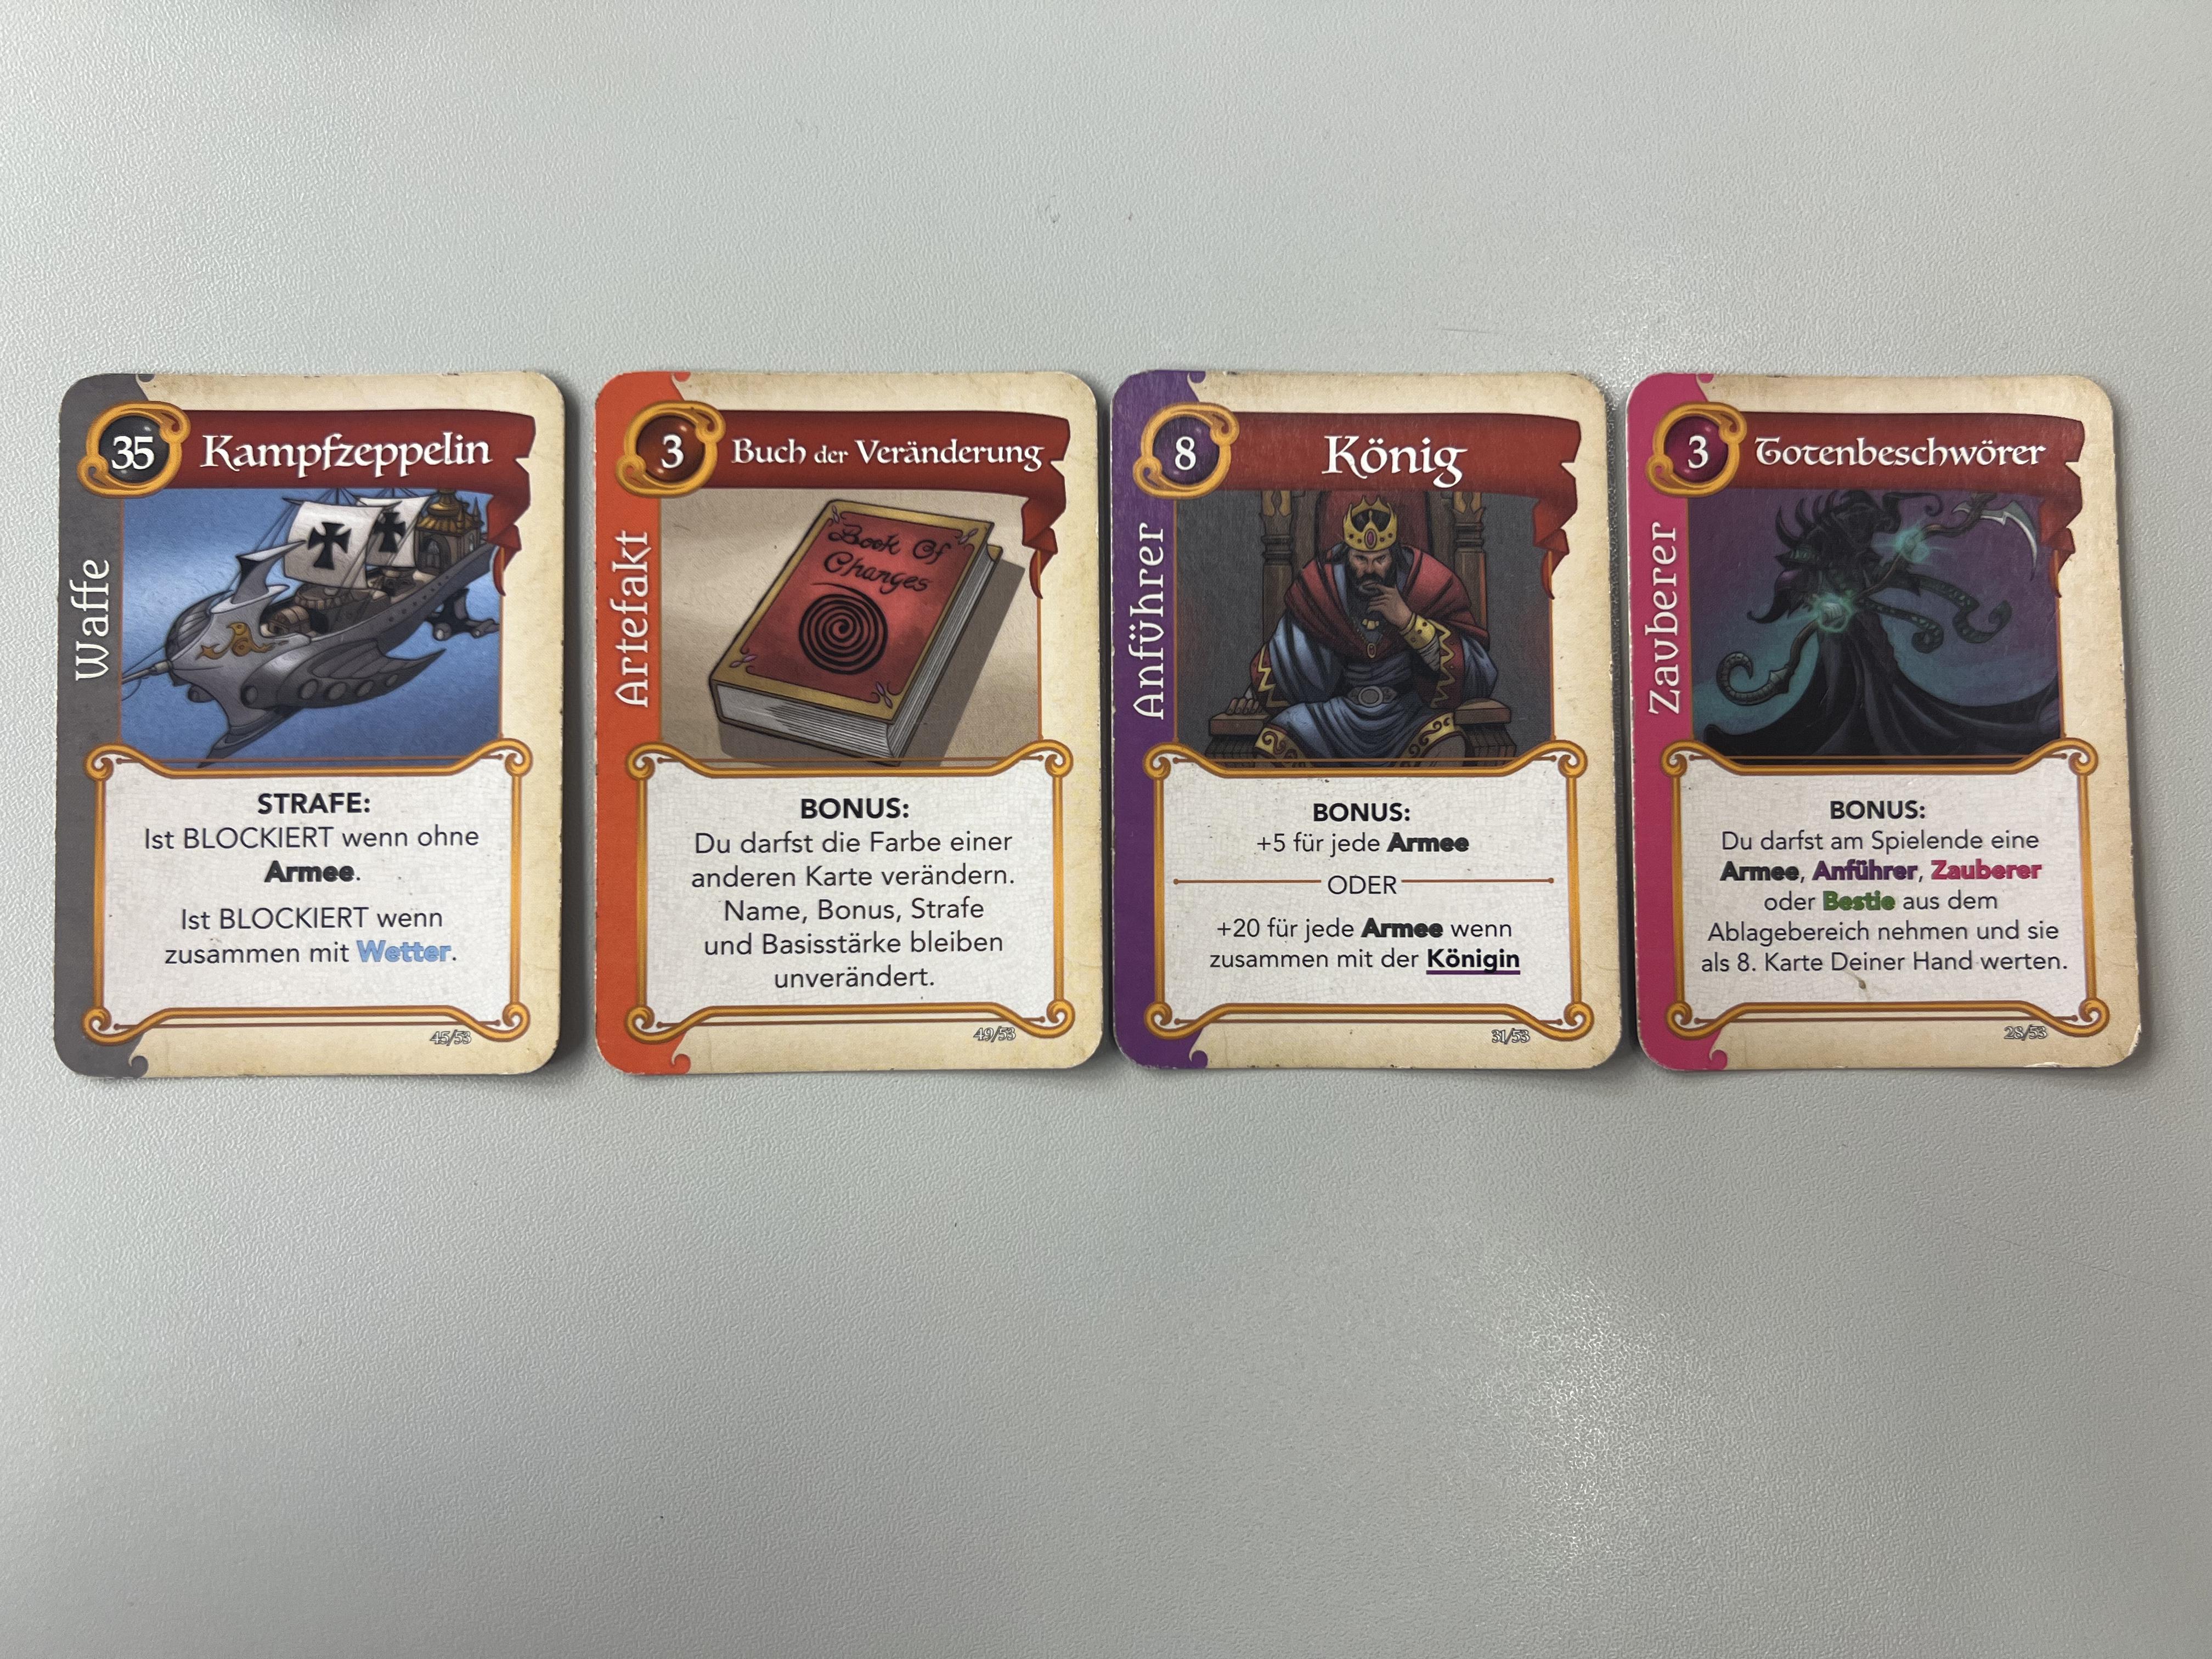 35 Kampfzeppelin
Waffe
STRAFE:
Ist BLOCKIERT wenn ohne
Armee.
Ist BLOCKIERT wenn
zusammen mit Wetter.
45/53
3 Buch der Veränderung
Artefakt
Book Of
Changes
BONUS:
Du darfst die Farbe einer
anderen Karte verändern.
Name, Bonus, Strafe
und Basisstärke bleiben
unverändert.
49/53
8 König
Anführer
BONUS:
+5 für jede Armee
ODER
+20 für jede Armee wenn
zusammen mit der Königin
31/53
3 Totenbeschwörer
Zauberer
BONUS:
Du darfst am Spielende eine
Armee, Anführer, Zauberer
oder Bestie aus dem
Ablagebereich nehmen und sie
als 8. Karte Deiner Hand werten.
28/53